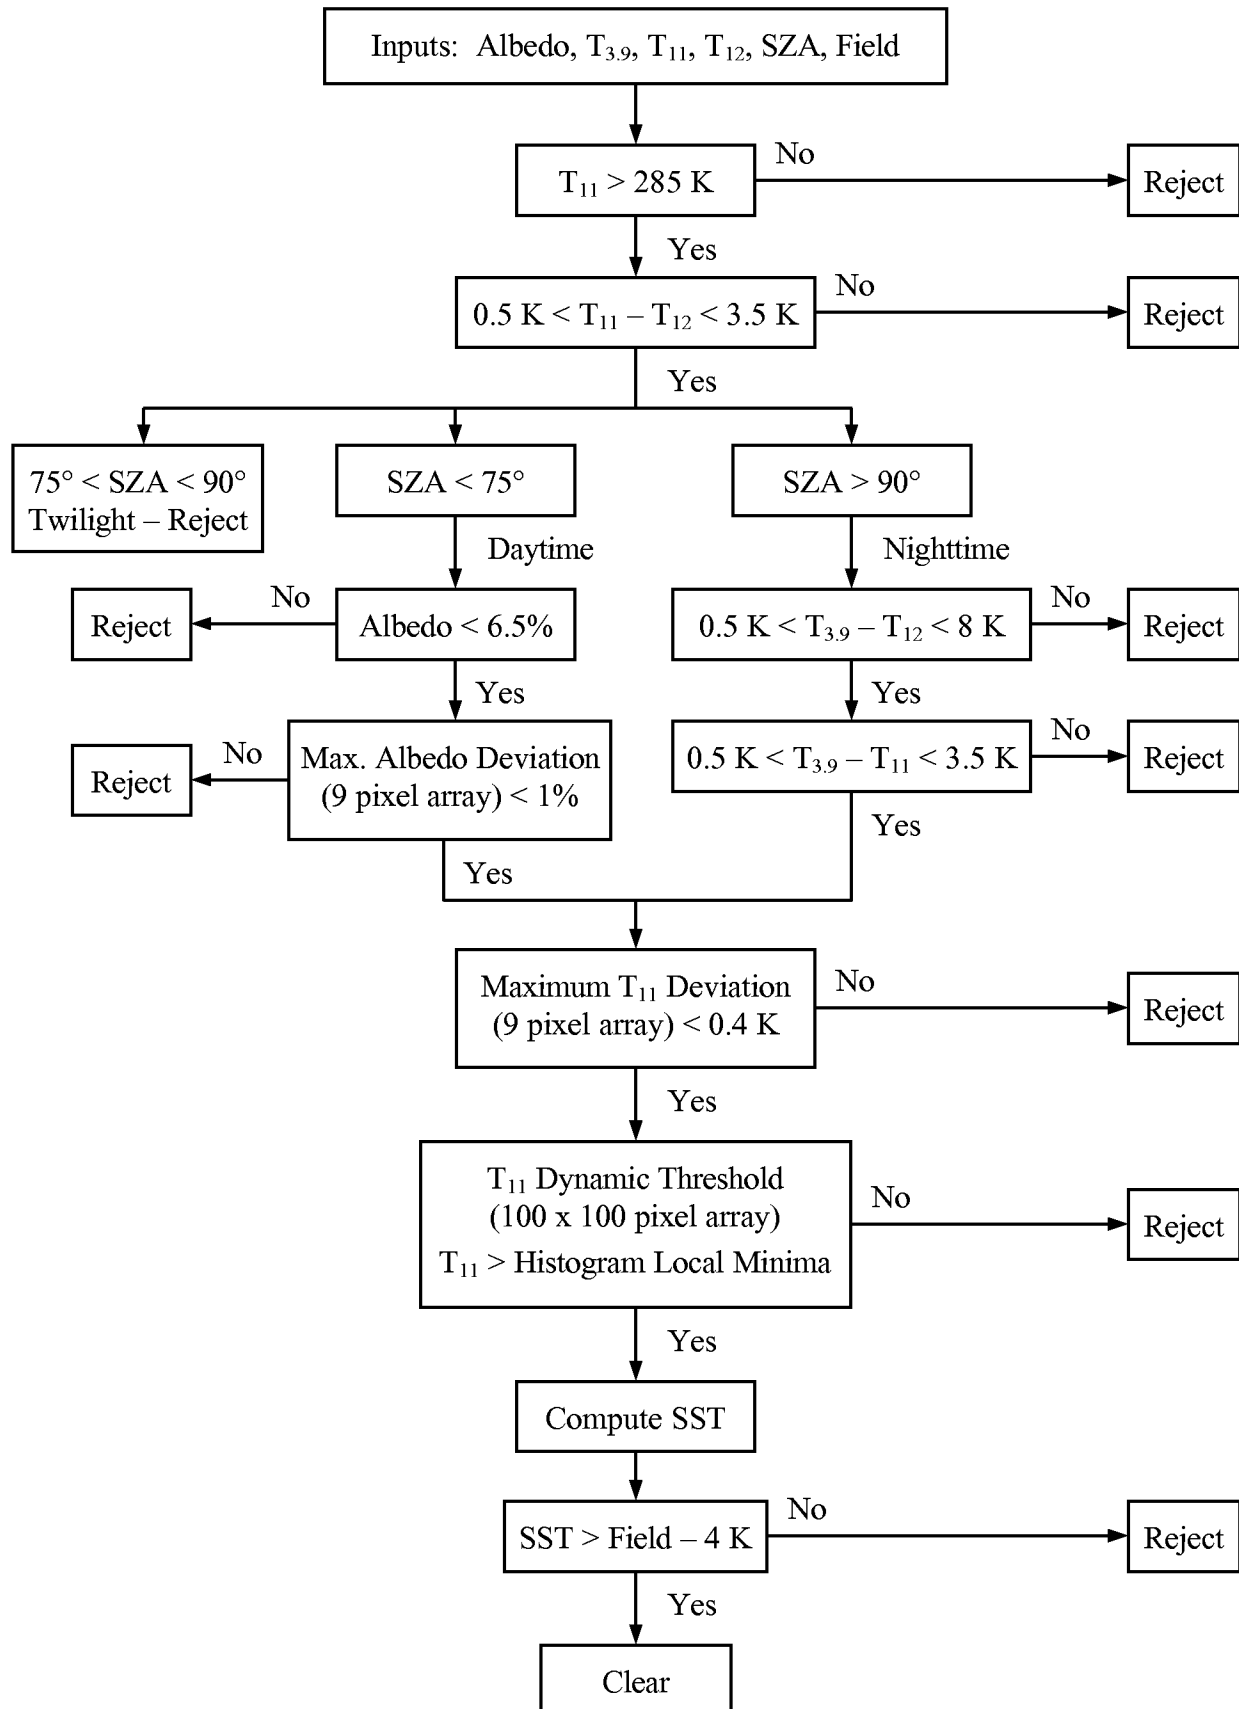 Inputs:  Albedo, T₃.₉, T₁₁, T₁₂, SZA, Field
T₁₁ > 285 K
No
Reject
Yes
0.5 K < T₁₁ – T₁₂ < 3.5 K
No
Reject
Yes
75° < SZA < 90°
Twilight – Reject
SZA < 75°
SZA > 90°
Daytime
Nighttime
Reject
No
Albedo < 6.5%
0.5 K < T₃.₉ – T₁₂ < 8 K
No
Reject
Yes
Yes
Reject
No
Max. Albedo Deviation
(9 pixel array) < 1%
0.5 K < T₃.₉ – T₁₁ < 3.5 K
No
Reject
Yes
Yes
Maximum T₁₁ Deviation
(9 pixel array) < 0.4 K
No
Reject
Yes
T₁₁ Dynamic Threshold
(100 x 100 pixel array)
T₁₁ > Histogram Local Minima
No
Reject
Yes
Compute SST
SST > Field – 4 K
No
Reject
Yes
Clear